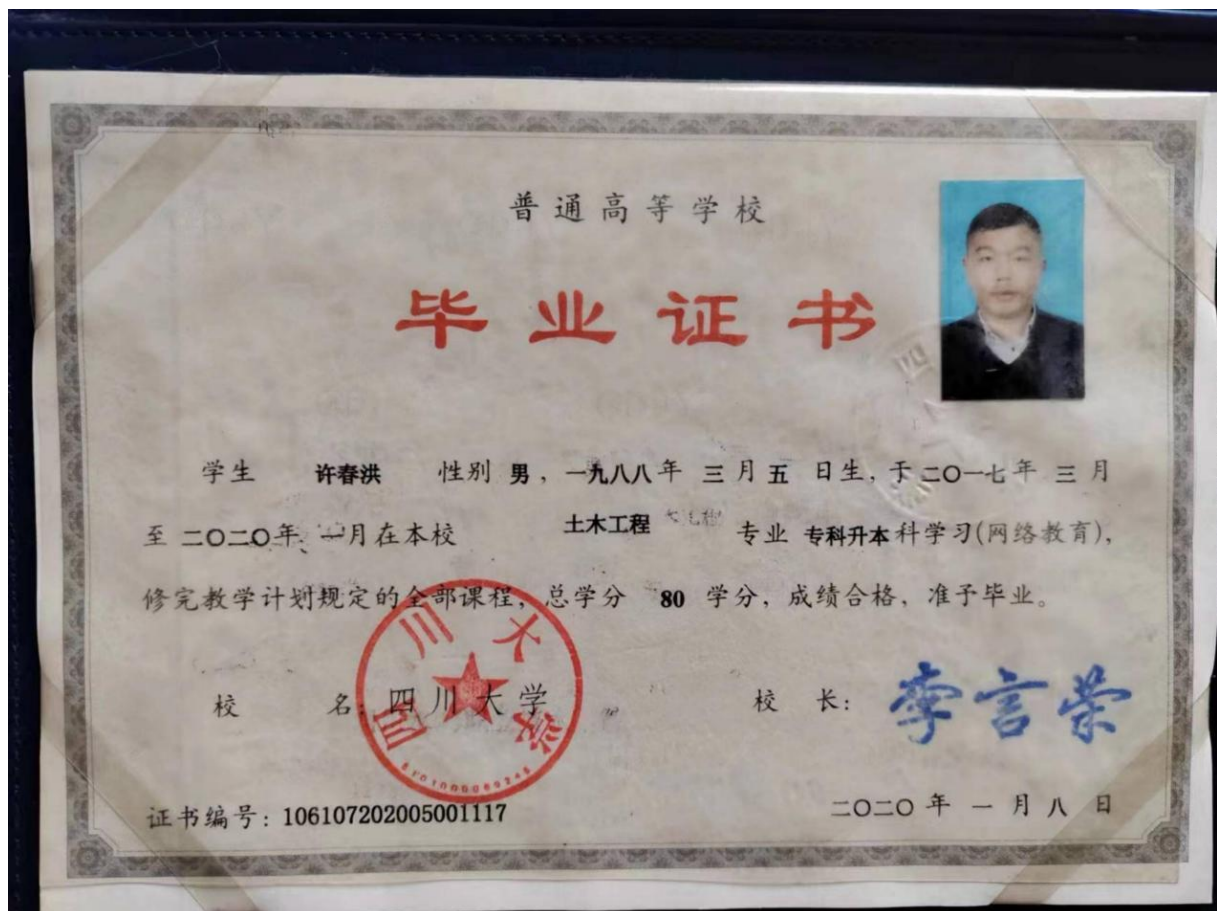 普通高等学校
毕业证书
学生 许春洪 性别 男，一九八八年 三月五 日生，于二〇一七年 三月
至 二〇二〇年 一月在本校 土木工程 专业 专科升本科学习(网络教育)，
修完教学计划规定的全部课程，总学分 80 学分，成绩合格，准予毕业。
校 名：四川大学
四川大学
校 长：李言荣
证书编号：106107202005001117
二〇二〇年 一月八日